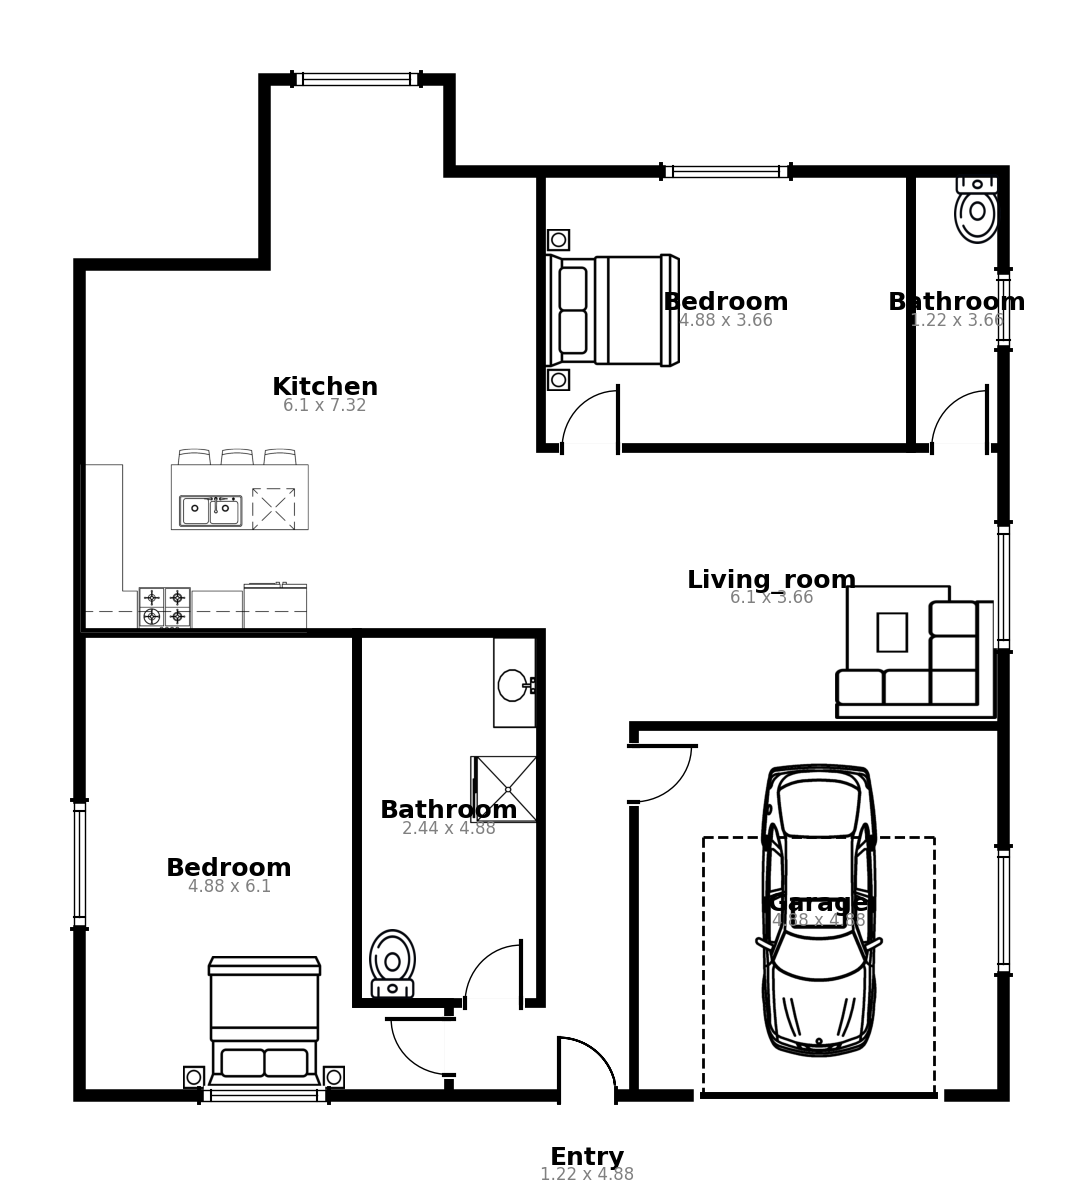 Bedroom
4.88 x 3.66
Bathroom
1.22 x 3.66
Kitchen
6.1 x 7.32
Living_room
6.1 x 3.66
Bathroom
2.44 x 4.88
Bedroom
4.88 x 6.1
Garage
4.88 x 4.88
Entry
1.22 x 4.88